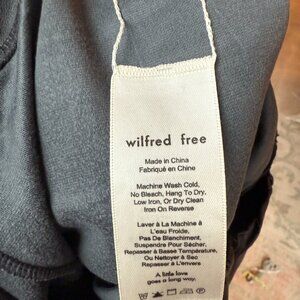 wilfred free
Made in China
Fabriqué en Chine
Machine Wash Cold,
No Bleach, Hang To Dry,
Low Iron, Or Dry Clean
Iron On Reverse
Laver à La Machine à
L'eau Froide,
Pas De Blanchiment,
Suspendre Pour Sécher,
Repasser à Basse Température,
Ou Nettoyer à Sec
Repasser à L'envers
A little love
goes a long way.